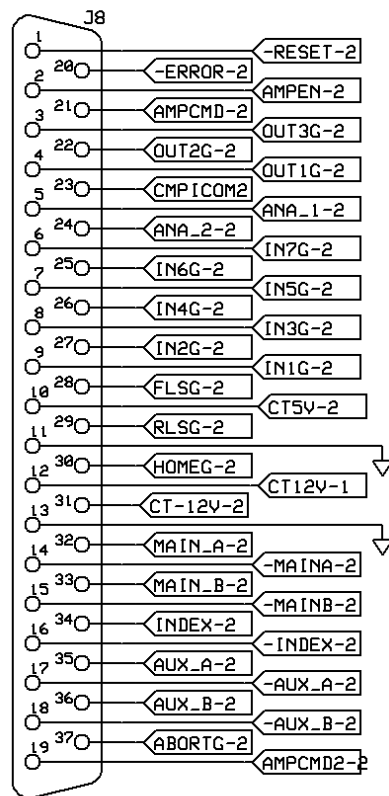 J8
1 -RESET-2
20 -ERROR-2
2 AMPEN-2
21 AMPCMD-2
3 OUT3G-2
22 OUT2G-2
4 OUT1G-2
23 CMPICOM2
5 ANA_1-2
24 ANA_2-2
6 IN7G-2
25 IN6G-2
7 IN5G-2
26 IN4G-2
8 IN3G-2
27 IN2G-2
9 IN1G-2
28 FLSG-2
10 CT5V-2
29 RLSG-2
11
30 HOMEG-2
12 CT12V-1
31 CT-12V-2
13
32 MAIN_A-2
14 -MAINA-2
33 MAIN_B-2
15 -MAINB-2
34 INDEX-2
16 -INDEX-2
35 AUX_A-2
17 -AUX_A-2
36 AUX_B-2
18 -AUX_B-2
37 ABORTG-2
19 AMPCMD2-2